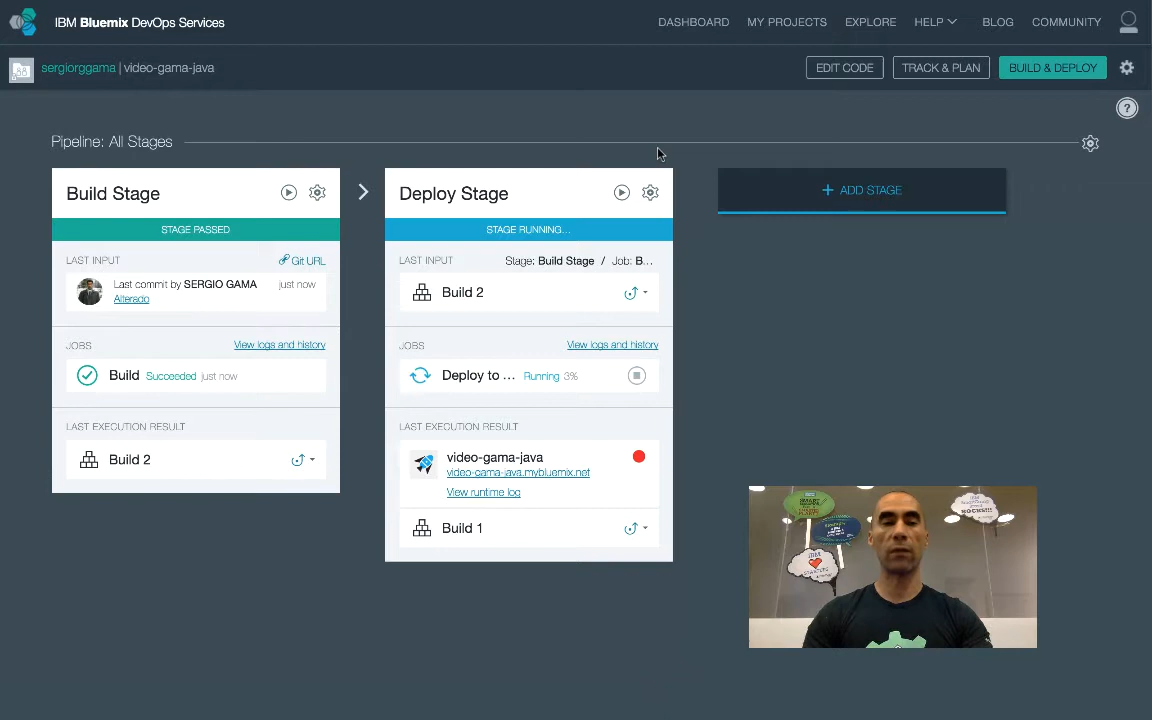 IBM Bluemix DevOps Services
DASHBOARD MY PROJECTS EXPLORE HELP BLOG COMMUNITY
sergiorggama | video-gama-java
EDIT CODE TRACK & PLAN BUILD & DEPLOY
?
Pipeline: All Stages
Build Stage
STAGE PASSED
LAST INPUT Git URL
Last commit by SERGIO GAMA just now
Alterado
JOBS View logs and history
Build Succeeded just now
LAST EXECUTION RESULT
Build 2
Deploy Stage
STAGE RUNNING...
LAST INPUT Stage: Build Stage / Job: B...
Build 2
JOBS View logs and history
Deploy to ... Running 3%
LAST EXECUTION RESULT
video-gama-java
video-gama-java.mybluemix.net
View runtime log
Build 1
+ ADD STAGE
IBM
STARTUPS
ROCKS!!!